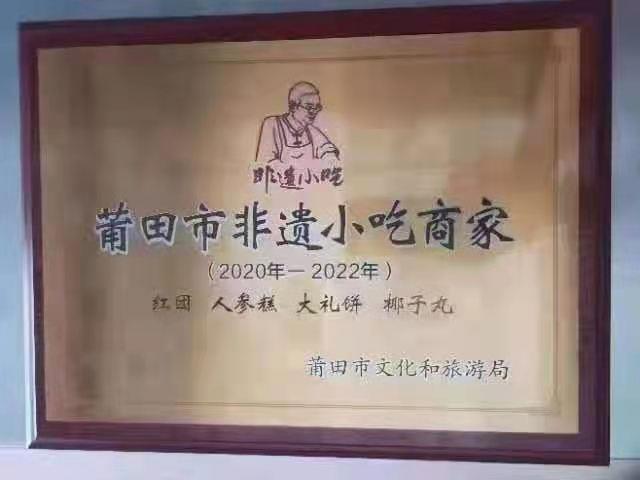 非遗小吃
莆田市非遗小吃商家
（2020年－2022年）
红团 人参糕 大礼饼 椰子丸
莆田市文化和旅游局